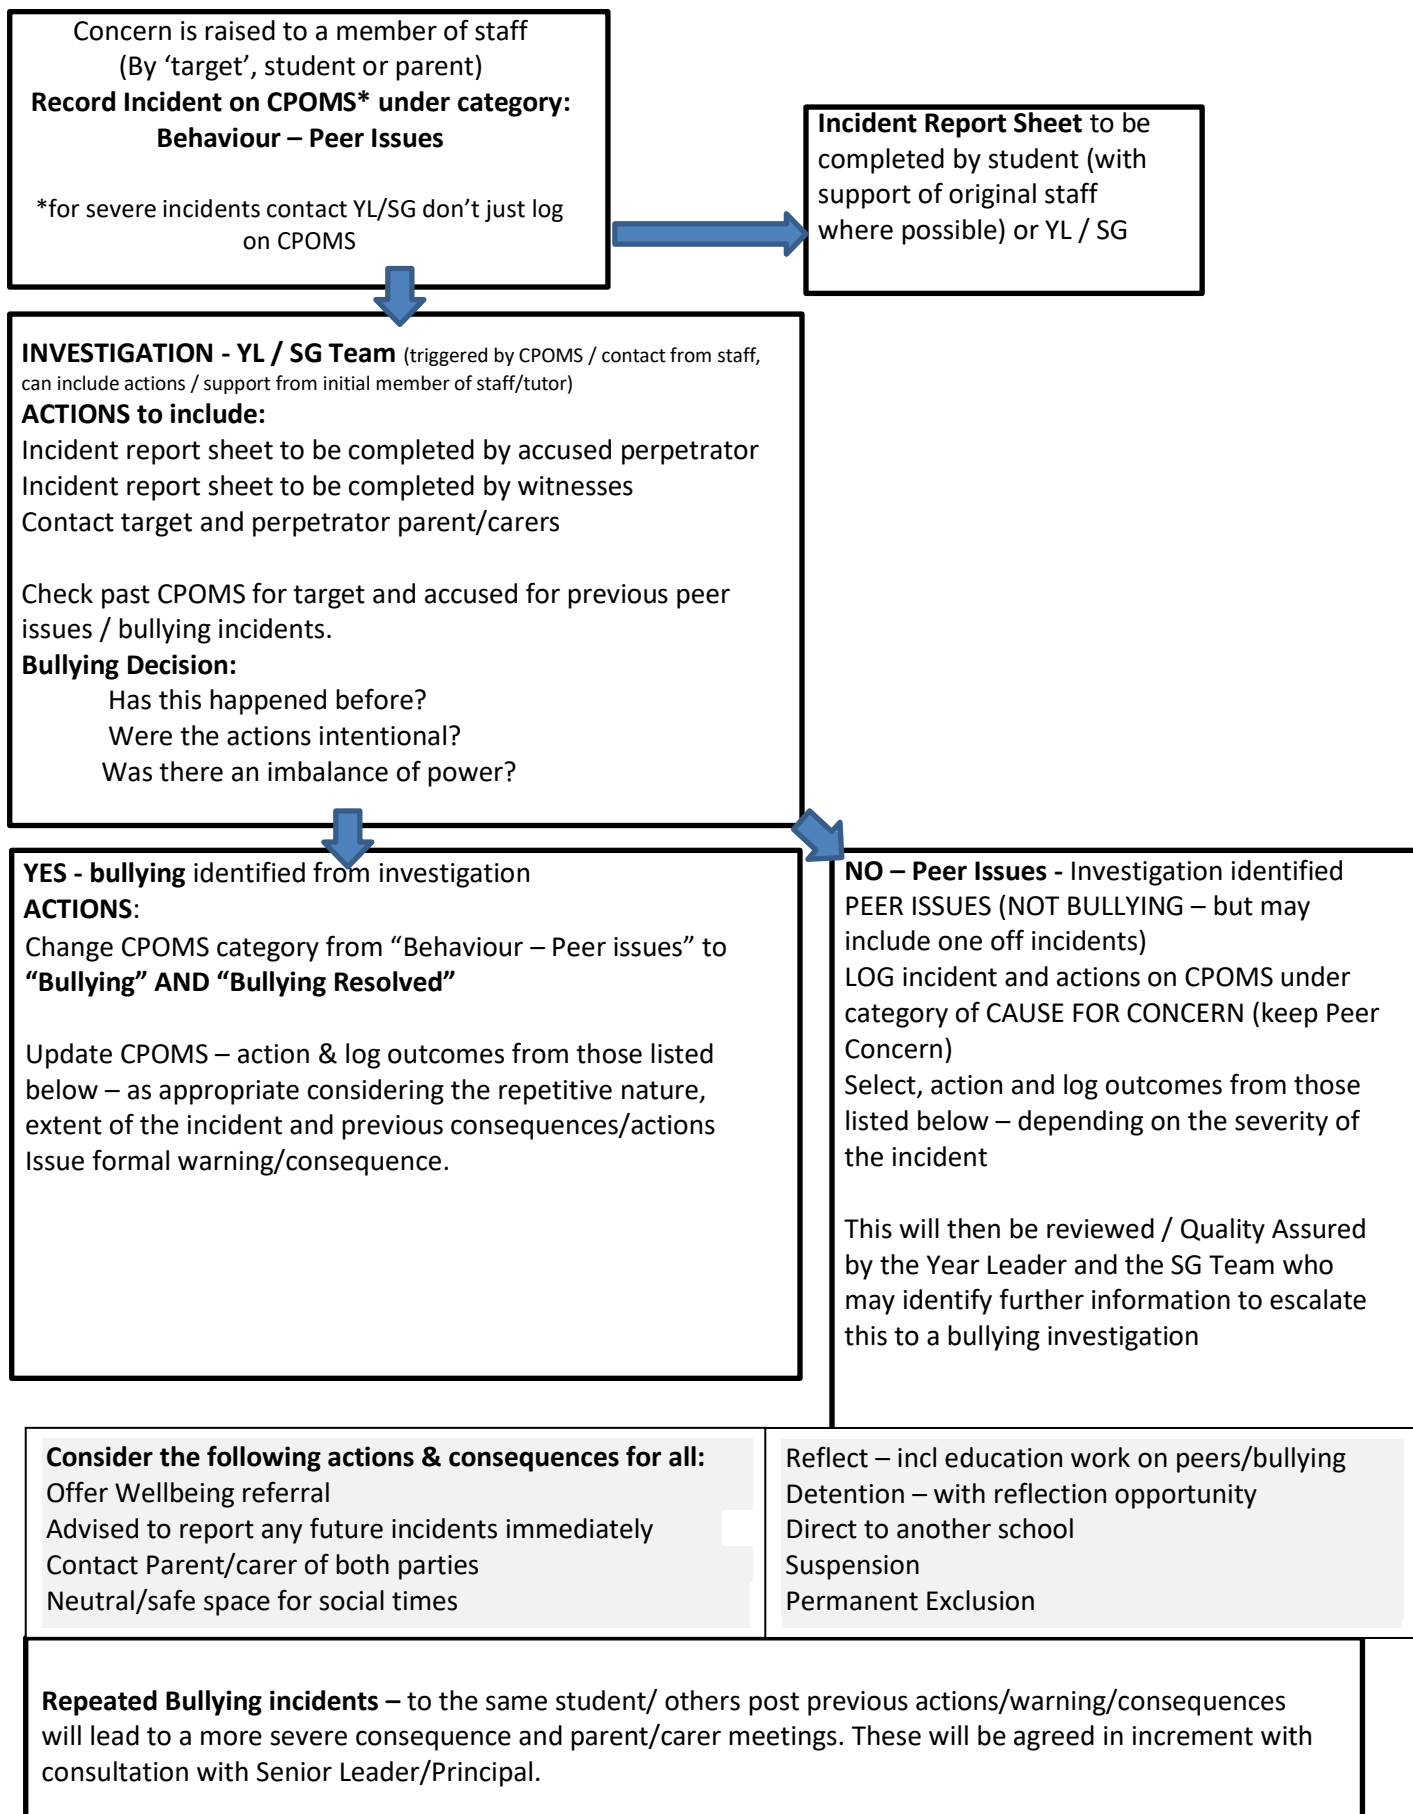 Concern is raised to a member of staff
(By ‘target’, student or parent)
Record Incident on CPOMS* under category:
Behaviour – Peer Issues
*for severe incidents contact YL/SG don’t just log
on CPOMS
Incident Report Sheet to be
completed by student (with
support of original staff
where possible) or YL / SG
INVESTIGATION - YL / SG Team (triggered by CPOMS / contact from staff,
can include actions / support from initial member of staff/tutor)
ACTIONS to include:
Incident report sheet to be completed by accused perpetrator
Incident report sheet to be completed by witnesses
Contact target and perpetrator parent/carers
Check past CPOMS for target and accused for previous peer
issues / bullying incidents.
Bullying Decision:
Has this happened before?
Were the actions intentional?
Was there an imbalance of power?
YES - bullying identified from investigation
ACTIONS:
Change CPOMS category from “Behaviour – Peer issues” to
“Bullying” AND “Bullying Resolved”
Update CPOMS – action & log outcomes from those listed
below – as appropriate considering the repetitive nature,
extent of the incident and previous consequences/actions
Issue formal warning/consequence.
NO – Peer Issues - Investigation identified
PEER ISSUES (NOT BULLYING – but may
include one off incidents)
LOG incident and actions on CPOMS under
category of CAUSE FOR CONCERN (keep Peer
Concern)
Select, action and log outcomes from those
listed below – depending on the severity of
the incident
This will then be reviewed / Quality Assured
by the Year Leader and the SG Team who
may identify further information to escalate
this to a bullying investigation
Consider the following actions & consequences for all:
Offer Wellbeing referral
Advised to report any future incidents immediately
Contact Parent/carer of both parties
Neutral/safe space for social times
Reflect – incl education work on peers/bullying
Detention – with reflection opportunity
Direct to another school
Suspension
Permanent Exclusion
Repeated Bullying incidents – to the same student/ others post previous actions/warning/consequences
will lead to a more severe consequence and parent/carer meetings. These will be agreed in increment with
consultation with Senior Leader/Principal.